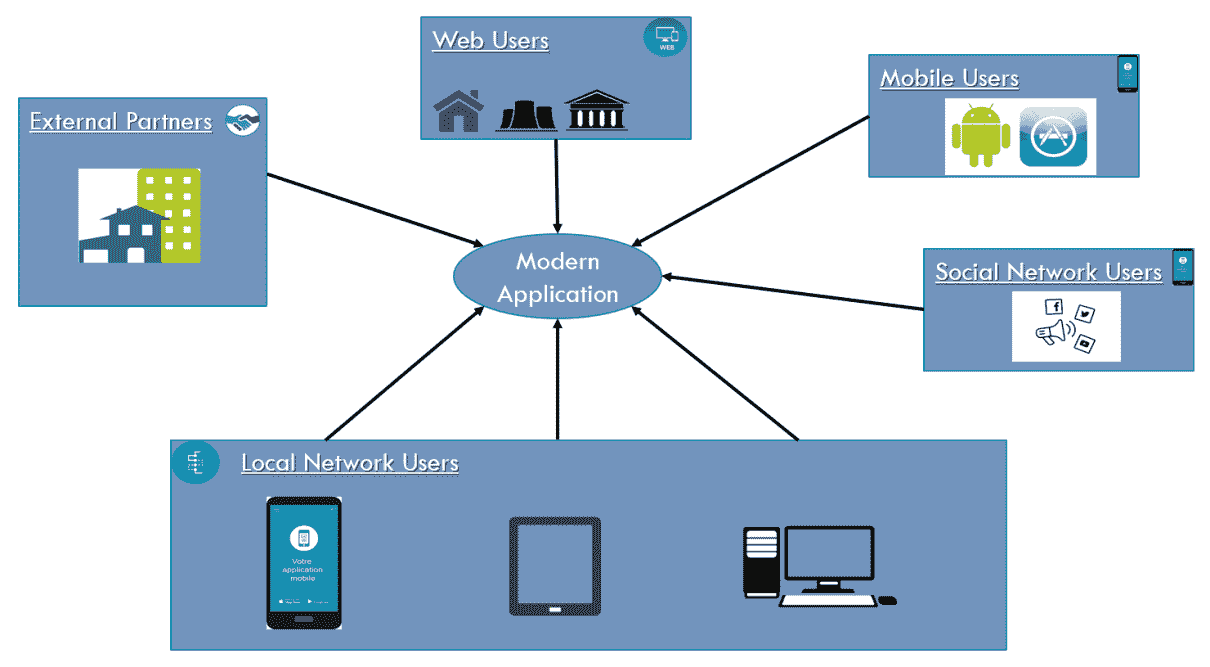 Web Users
WEB
Mobile Users
External Partners
Modern
Application
Social Network Users
Local Network Users
Votre
application
mobile